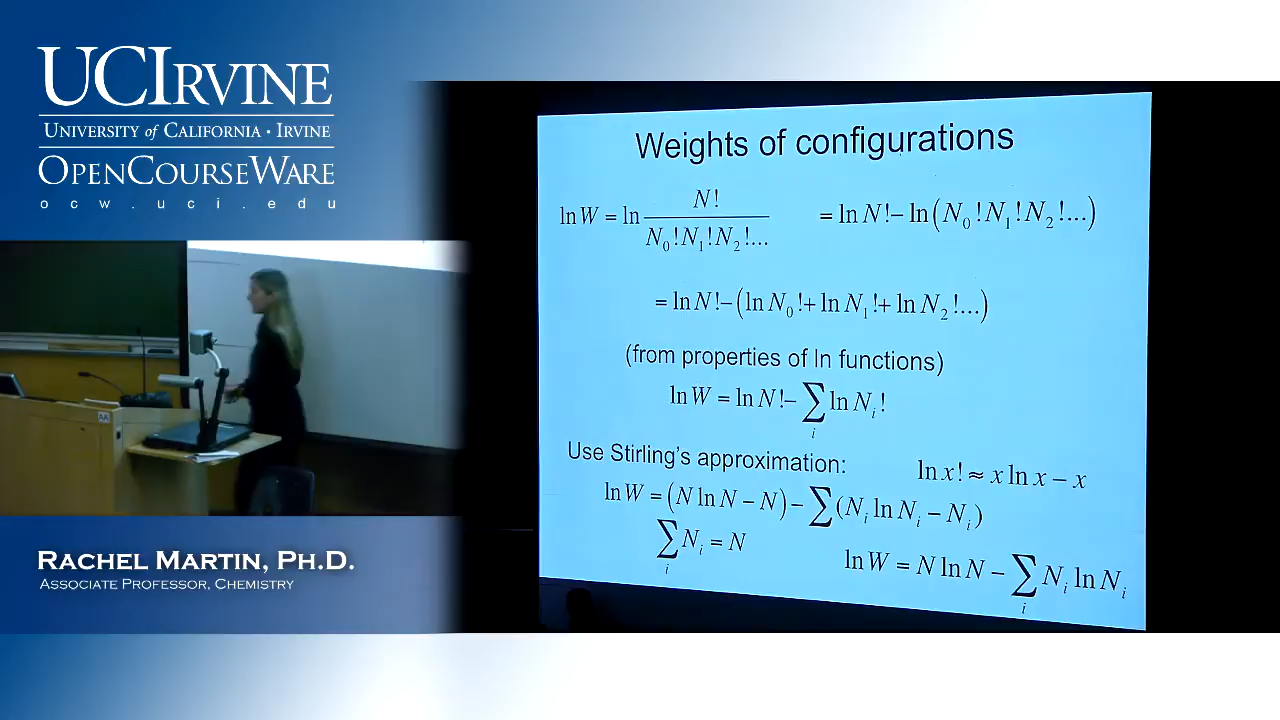 UCIRVINE
UNIVERSITY of CALIFORNIA · IRVINE
OPENCOURSEWARE
ocw.uci.edu
Weights of configurations
ln W = ln N! / N₀!N₁!N₂!... = ln N! − ln(N₀!N₁!N₂!...)
= ln N! − (ln N₀! + ln N₁! + ln N₂!...)
(from properties of ln functions)
ln W = ln N! − ∑ᵢ ln Nᵢ!
Use Stirling's approximation: ln x! ≈ x ln x − x
ln W = (N ln N − N) − ∑(Nᵢ ln Nᵢ − Nᵢ)
∑ᵢ Nᵢ = N
ln W = N ln N − ∑ᵢ Nᵢ ln Nᵢ
AA
RACHEL MARTIN, PH.D.
ASSOCIATE PROFESSOR, CHEMISTRY